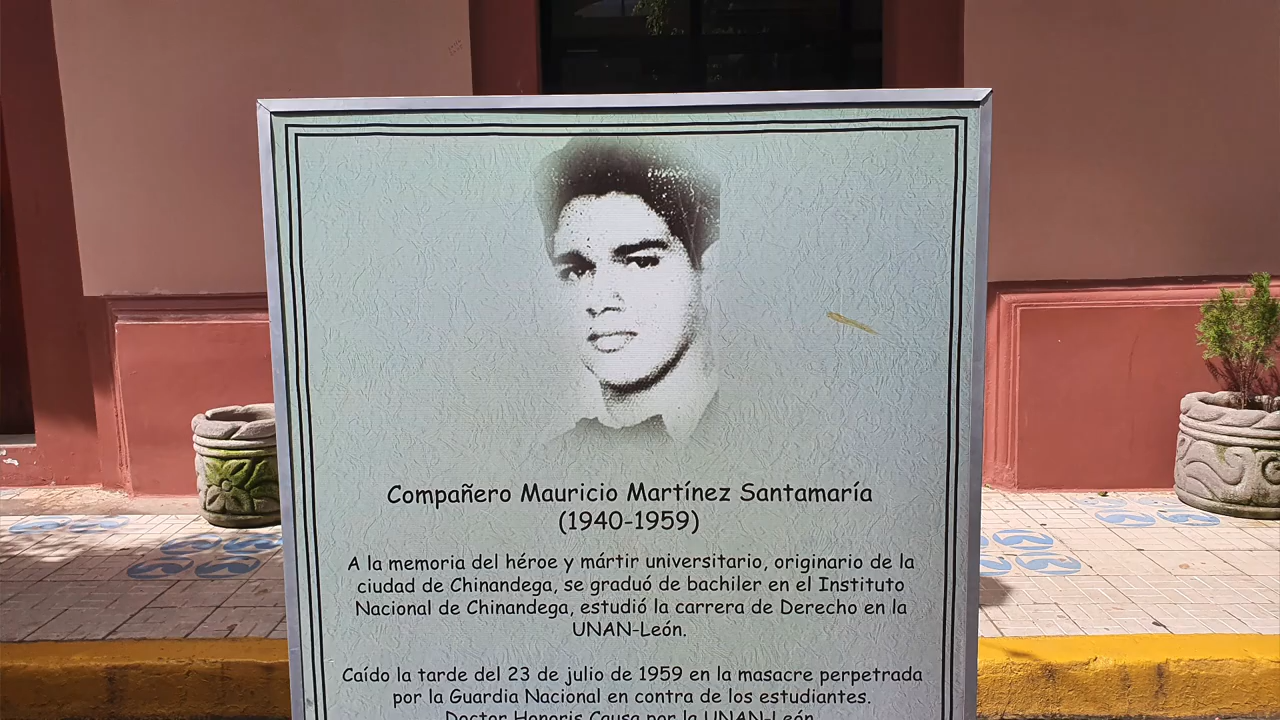 Compañero Mauricio Martínez Santamaría
(1940-1959)
A la memoria del héroe y mártir universitario, originario de la
ciudad de Chinandega, se graduó de bachiler en el Instituto
Nacional de Chinandega, estudió la carrera de Derecho en la
UNAN-León.
Caído la tarde del 23 de julio de 1959 en la masacre perpetrada
por la Guardia Nacional en contra de los estudiantes.
Doctor Honoris Causa por la UNAN-León